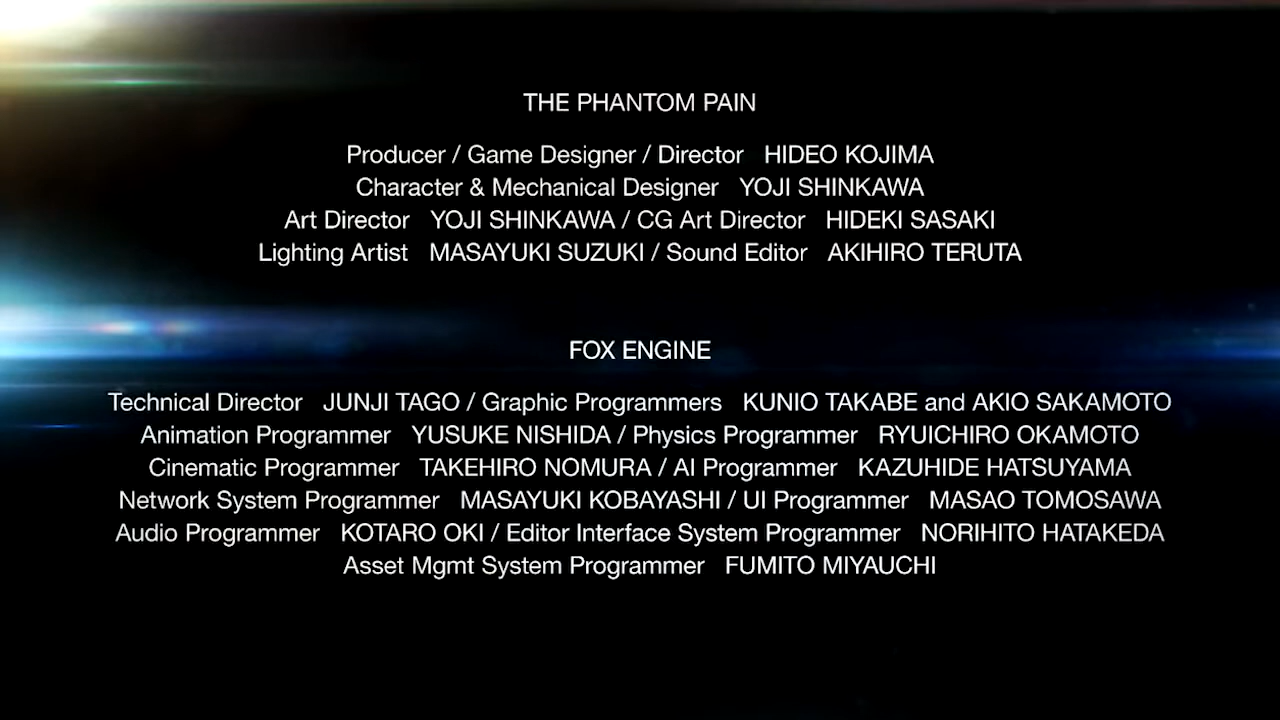 THE PHANTOM PAIN
Producer / Game Designer / Director HIDEO KOJIMA
Character & Mechanical Designer YOJI SHINKAWA
Art Director YOJI SHINKAWA / CG Art Director HIDEKI SASAKI
Lighting Artist MASAYUKI SUZUKI / Sound Editor AKIHIRO TERUTA
FOX ENGINE
Technical Director JUNJI TAGO / Graphic Programmers KUNIO TAKABE and AKIO SAKAMOTO
Animation Programmer YUSUKE NISHIDA / Physics Programmer RYUICHIRO OKAMOTO
Cinematic Programmer TAKEHIRO NOMURA / AI Programmer KAZUHIDE HATSUYAMA
Network System Programmer MASAYUKI KOBAYASHI / UI Programmer MASAO TOMOSAWA
Audio Programmer KOTARO OKI / Editor Interface System Programmer NORIHITO HATAKEDA
Asset Mgmt System Programmer FUMITO MIYAUCHI